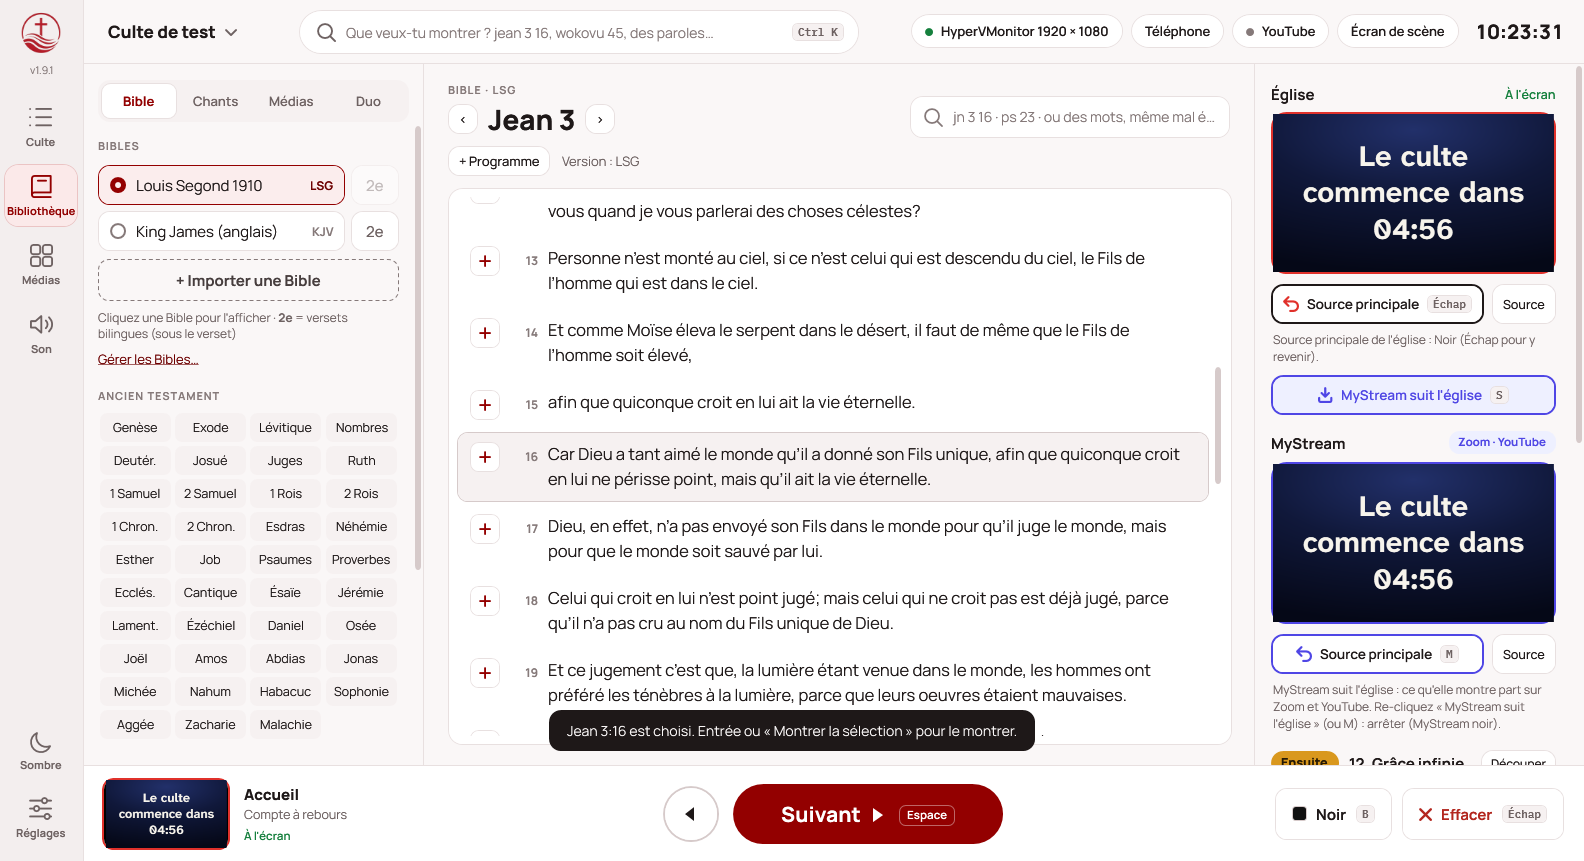 Culte de test
Que veux-tu montrer ? jean 3 16, wokovu 45, des paroles...
Ctrl K
HyperVMonitor 1920 × 1080
Téléphone
YouTube
Écran de scène
10:23:31
v1.9.1
Culte
Bibliothèque
Médias
Son
Sombre
Réglages
Bible
Chants
Médias
Duo
BIBLES
Louis Segond 1910 LSG
2e
King James (anglais) KJV
2e
+ Importer une Bible
Cliquez une Bible pour l'afficher · 2e = versets
bilingues (sous le verset)
Gérer les Bibles...
ANCIEN TESTAMENT
Genèse Exode Lévitique Nombres
Deutér. Josué Juges Ruth
1 Samuel 2 Samuel 1 Rois 2 Rois
1 Chron. 2 Chron. Esdras Néhémie
Esther Job Psaumes Proverbes
Ecclés. Cantique Ésaïe Jérémie
Lament. Ézéchiel Daniel Osée
Joël Amos Abdias Jonas
Michée Nahum Habacuc Sophonie
Aggée Zacharie Malachie
BIBLE · LSG
‹ Jean 3 ›
jn 3 16 · ps 23 · ou des mots, même mal é...
+ Programme
Version : LSG
vous quand je vous parlerai des choses célestes?
13 Personne n'est monté au ciel, si ce n'est celui qui est descendu du ciel, le Fils de
l'homme qui est dans le ciel.
14 Et comme Moïse éleva le serpent dans le désert, il faut de même que le Fils de
l'homme soit élevé,
15 afin que quiconque croit en lui ait la vie éternelle.
16 Car Dieu a tant aimé le monde qu'il a donné son Fils unique, afin que quiconque croit
en lui ne périsse point, mais qu'il ait la vie éternelle.
17 Dieu, en effet, n'a pas envoyé son Fils dans le monde pour qu'il juge le monde, mais
pour que le monde soit sauvé par lui.
18 Celui qui croit en lui n'est point jugé; mais celui qui ne croit pas est déjà jugé, parce
qu'il n'a pas cru au nom du Fils unique de Dieu.
19 Et ce jugement c'est que, la lumière étant venue dans le monde, les hommes ont
préféré les ténèbres à la lumière, parce que leurs oeuvres étaient mauvaises.
Jean 3:16 est choisi. Entrée ou « Montrer la sélection » pour le montrer.
Église
À l'écran
Le culte
commence dans
04:56
Source principale Échap
Source
Source principale de l'église : Noir (Échap pour y
revenir).
MyStream suit l'église S
MyStream
Zoom · YouTube
Le culte
commence dans
04:56
Source principale M
Source
MyStream suit l'église : ce qu'elle montre part sur
Zoom et YouTube. Re-cliquez « MyStream suit
l'église » (ou M) : arrêter (MyStream noir).
Ensuite
12. Grâce infinie
Découper
Le culte
commence dans
04:56
Accueil
Compte à rebours
À l'écran
Suivant
Espace
Noir B
Effacer Échap